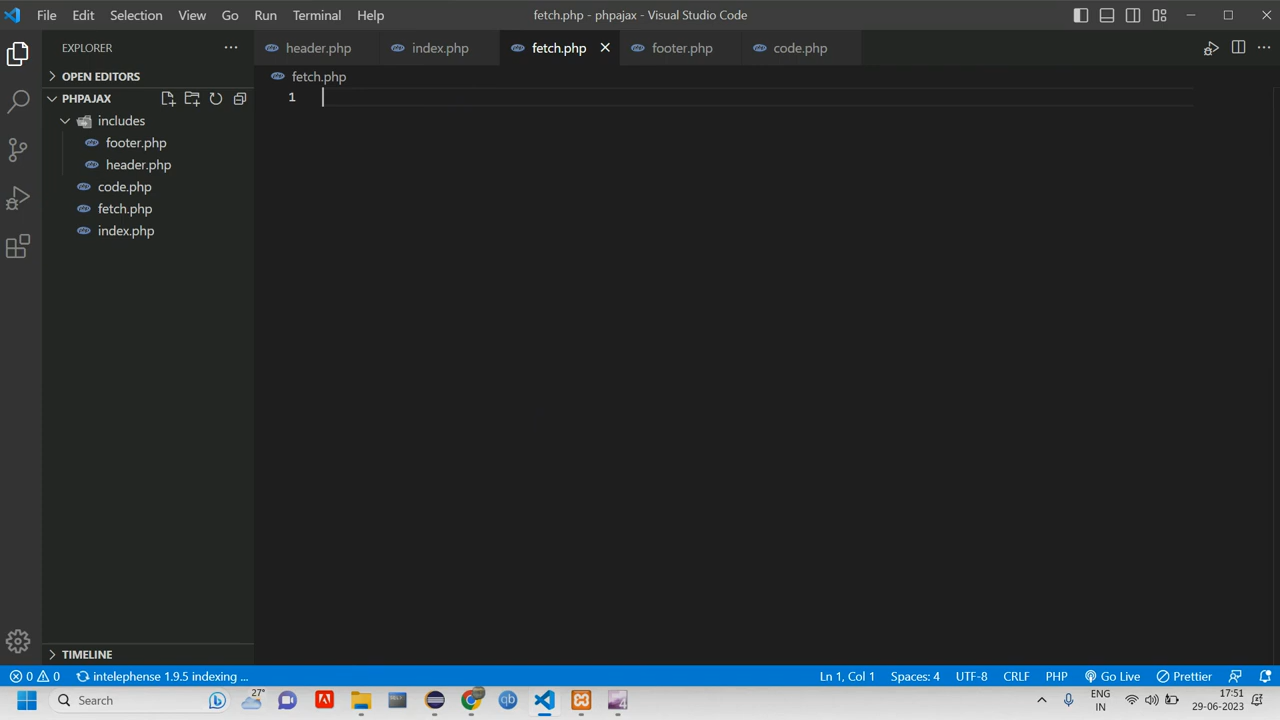 File Edit Selection View Go Run Terminal Help fetch.php - phpajax - Visual Studio Code
EXPLORER header.php index.php fetch.php footer.php code.php
OPEN EDITORS
fetch.php
PHPAJAX
1
includes
footer.php
header.php
code.php
fetch.php
index.php
TIMELINE
0 0 intelephense 1.9.5 indexing ... Ln 1, Col 1 Spaces: 4 UTF-8 CRLF PHP Go Live Prettier
Search 27° qb ENG IN 17:51
29-06-2023